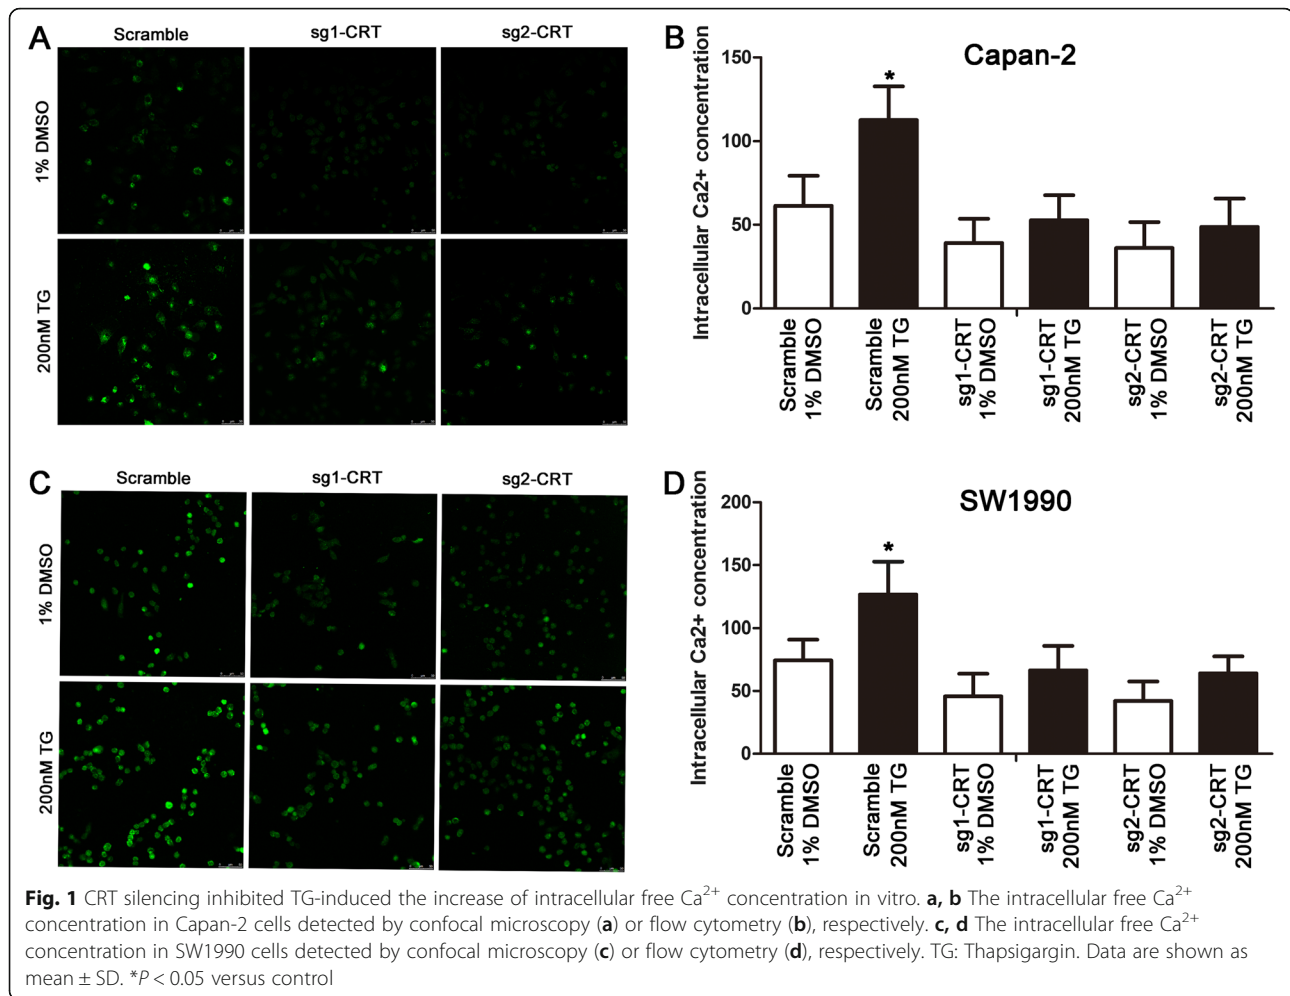 A
Scramble
sg1-CRT
sg2-CRT
1% DMSO
200nM TG
B
Capan-2
Intracellular Ca2+ concentration
150
100
50
0
Scramble
1% DMSO
Scramble
200nM TG
sg1-CRT
1% DMSO
sg1-CRT
200nM TG
sg2-CRT
1% DMSO
sg2-CRT
200nM TG
*
C
Scramble
sg1-CRT
sg2-CRT
1% DMSO
200nM TG
D
SW1990
Intracellular Ca2+ concentration
200
150
100
50
0
Scramble
1% DMSO
Scramble
200nM TG
sg1-CRT
1% DMSO
sg1-CRT
200nM TG
sg2-CRT
1% DMSO
sg2-CRT
200nM TG
*
Fig. 1 CRT silencing inhibited TG-induced the increase of intracellular free Ca²⁺ concentration in vitro. a, b The intracellular free Ca²⁺
concentration in Capan-2 cells detected by confocal microscopy (a) or flow cytometry (b), respectively. c, d The intracellular free Ca²⁺
concentration in SW1990 cells detected by confocal microscopy (c) or flow cytometry (d), respectively. TG: Thapsigargin. Data are shown as
mean ± SD. *P < 0.05 versus control